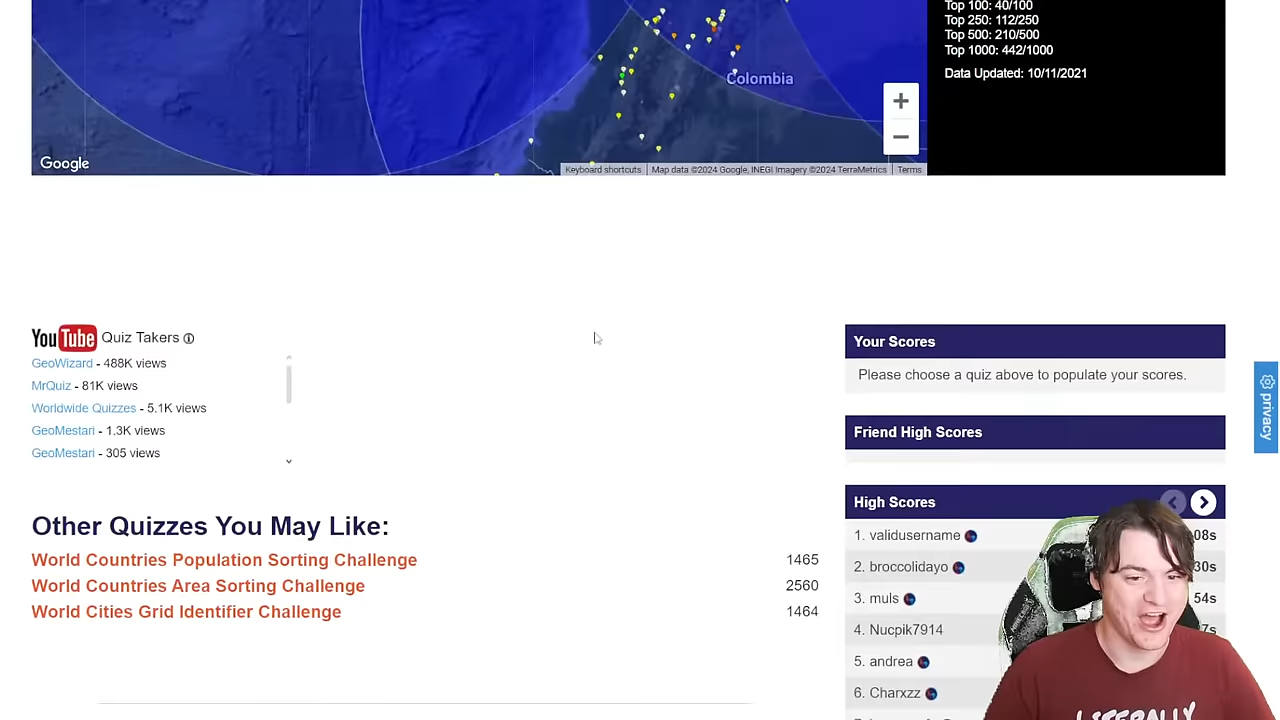 Top 100: 40/100
Top 250: 112/250
Top 500: 210/500
Top 1000: 442/1000
Data Updated: 10/11/2021
Colombia
+
−
Google
Keyboard shortcuts
Map data ©2024 Google, INEGI Imagery ©2024 TerraMetrics
Terms
YouTube Quiz Takers
GeoWizard - 488K views
MrQuiz - 81K views
Worldwide Quizzes - 5.1K views
GeoMestari - 1.3K views
GeoMestari - 305 views
Your Scores
Please choose a quiz above to populate your scores.
Friend High Scores
privacy
Other Quizzes You May Like:
World Countries Population Sorting Challenge 1465
World Countries Area Sorting Challenge 2560
World Cities Grid Identifier Challenge 1464
High Scores
1. validusername 08s
2. broccolidayo 30s
3. muls 54s
4. Nucpik7914 7s
5. andrea
6. Charxzz
LITERALLY